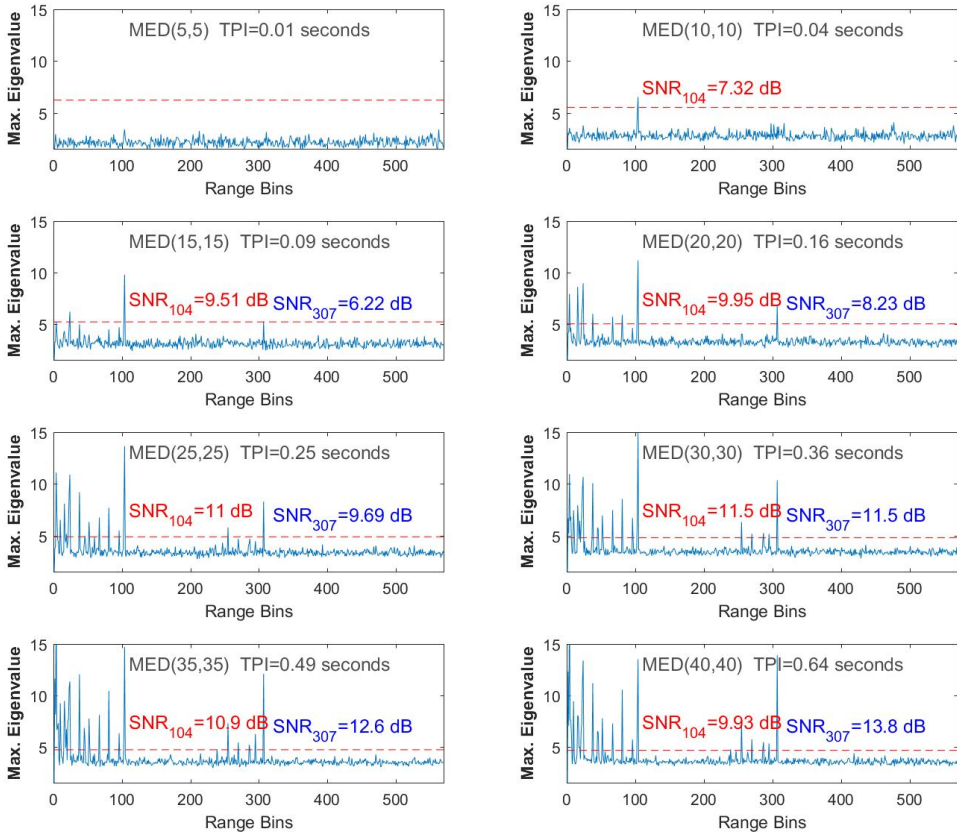 MED(5,5) TPI=0.01 seconds
Max. Eigenvalue
15
10
5
0 100 200 300 400 500
Range Bins
MED(10,10) TPI=0.04 seconds
SNR104=7.32 dB
Max. Eigenvalue
15
10
5
0 100 200 300 400 500
Range Bins
MED(15,15) TPI=0.09 seconds
SNR104=9.51 dB
SNR307=6.22 dB
Max. Eigenvalue
15
10
5
0 100 200 300 400 500
Range Bins
MED(20,20) TPI=0.16 seconds
SNR104=9.95 dB
SNR307=8.23 dB
Max. Eigenvalue
15
10
5
0 100 200 300 400 500
Range Bins
MED(25,25) TPI=0.25 seconds
SNR104=11 dB
SNR307=9.69 dB
Max. Eigenvalue
15
10
5
0 100 200 300 400 500
Range Bins
MED(30,30) TPI=0.36 seconds
SNR104=11.5 dB
SNR307=11.5 dB
Max. Eigenvalue
15
10
5
0 100 200 300 400 500
Range Bins
MED(35,35) TPI=0.49 seconds
SNR104=10.9 dB
SNR307=12.6 dB
Max. Eigenvalue
15
10
5
0 100 200 300 400 500
Range Bins
MED(40,40) TPI=0.64 seconds
SNR104=9.93 dB
SNR307=13.8 dB
Max. Eigenvalue
15
10
5
0 100 200 300 400 500
Range Bins